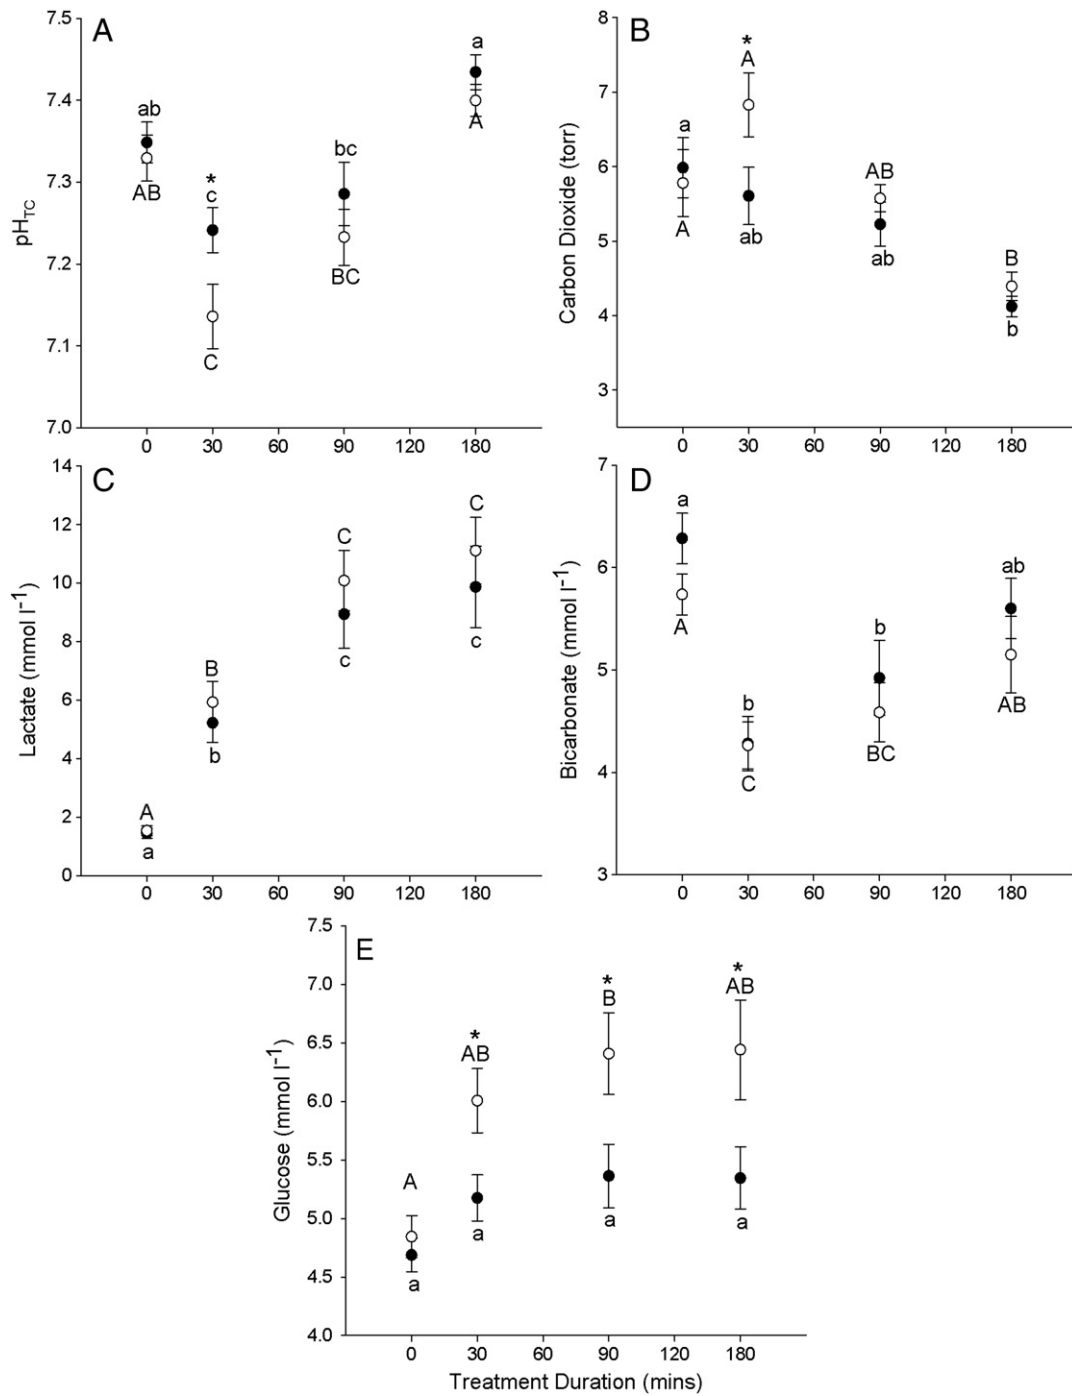 A
7.5
7.4
7.3
7.2
7.1
7.0
pH_TC
ab
AB
*
c
C
bc
BC
a
A
0 30 60 90 120 180
B
8
7
6
5
4
3
Carbon Dioxide (torr)
a
A
*
A
ab
AB
ab
B
b
0 30 60 90 120 180
C
14
12
10
8
6
4
2
0
Lactate (mmol l⁻¹)
A
a
B
b
C
c
C
c
0 30 60 90 120 180
D
7
6
5
4
3
Bicarbonate (mmol l⁻¹)
a
A
b
C
b
BC
ab
AB
0 30 60 90 120 180
E
7.5
7.0
6.5
6.0
5.5
5.0
4.5
4.0
Glucose (mmol l⁻¹)
A
a
*
AB
a
*
B
a
*
AB
a
0 30 60 90 120 180
Treatment Duration (mins)